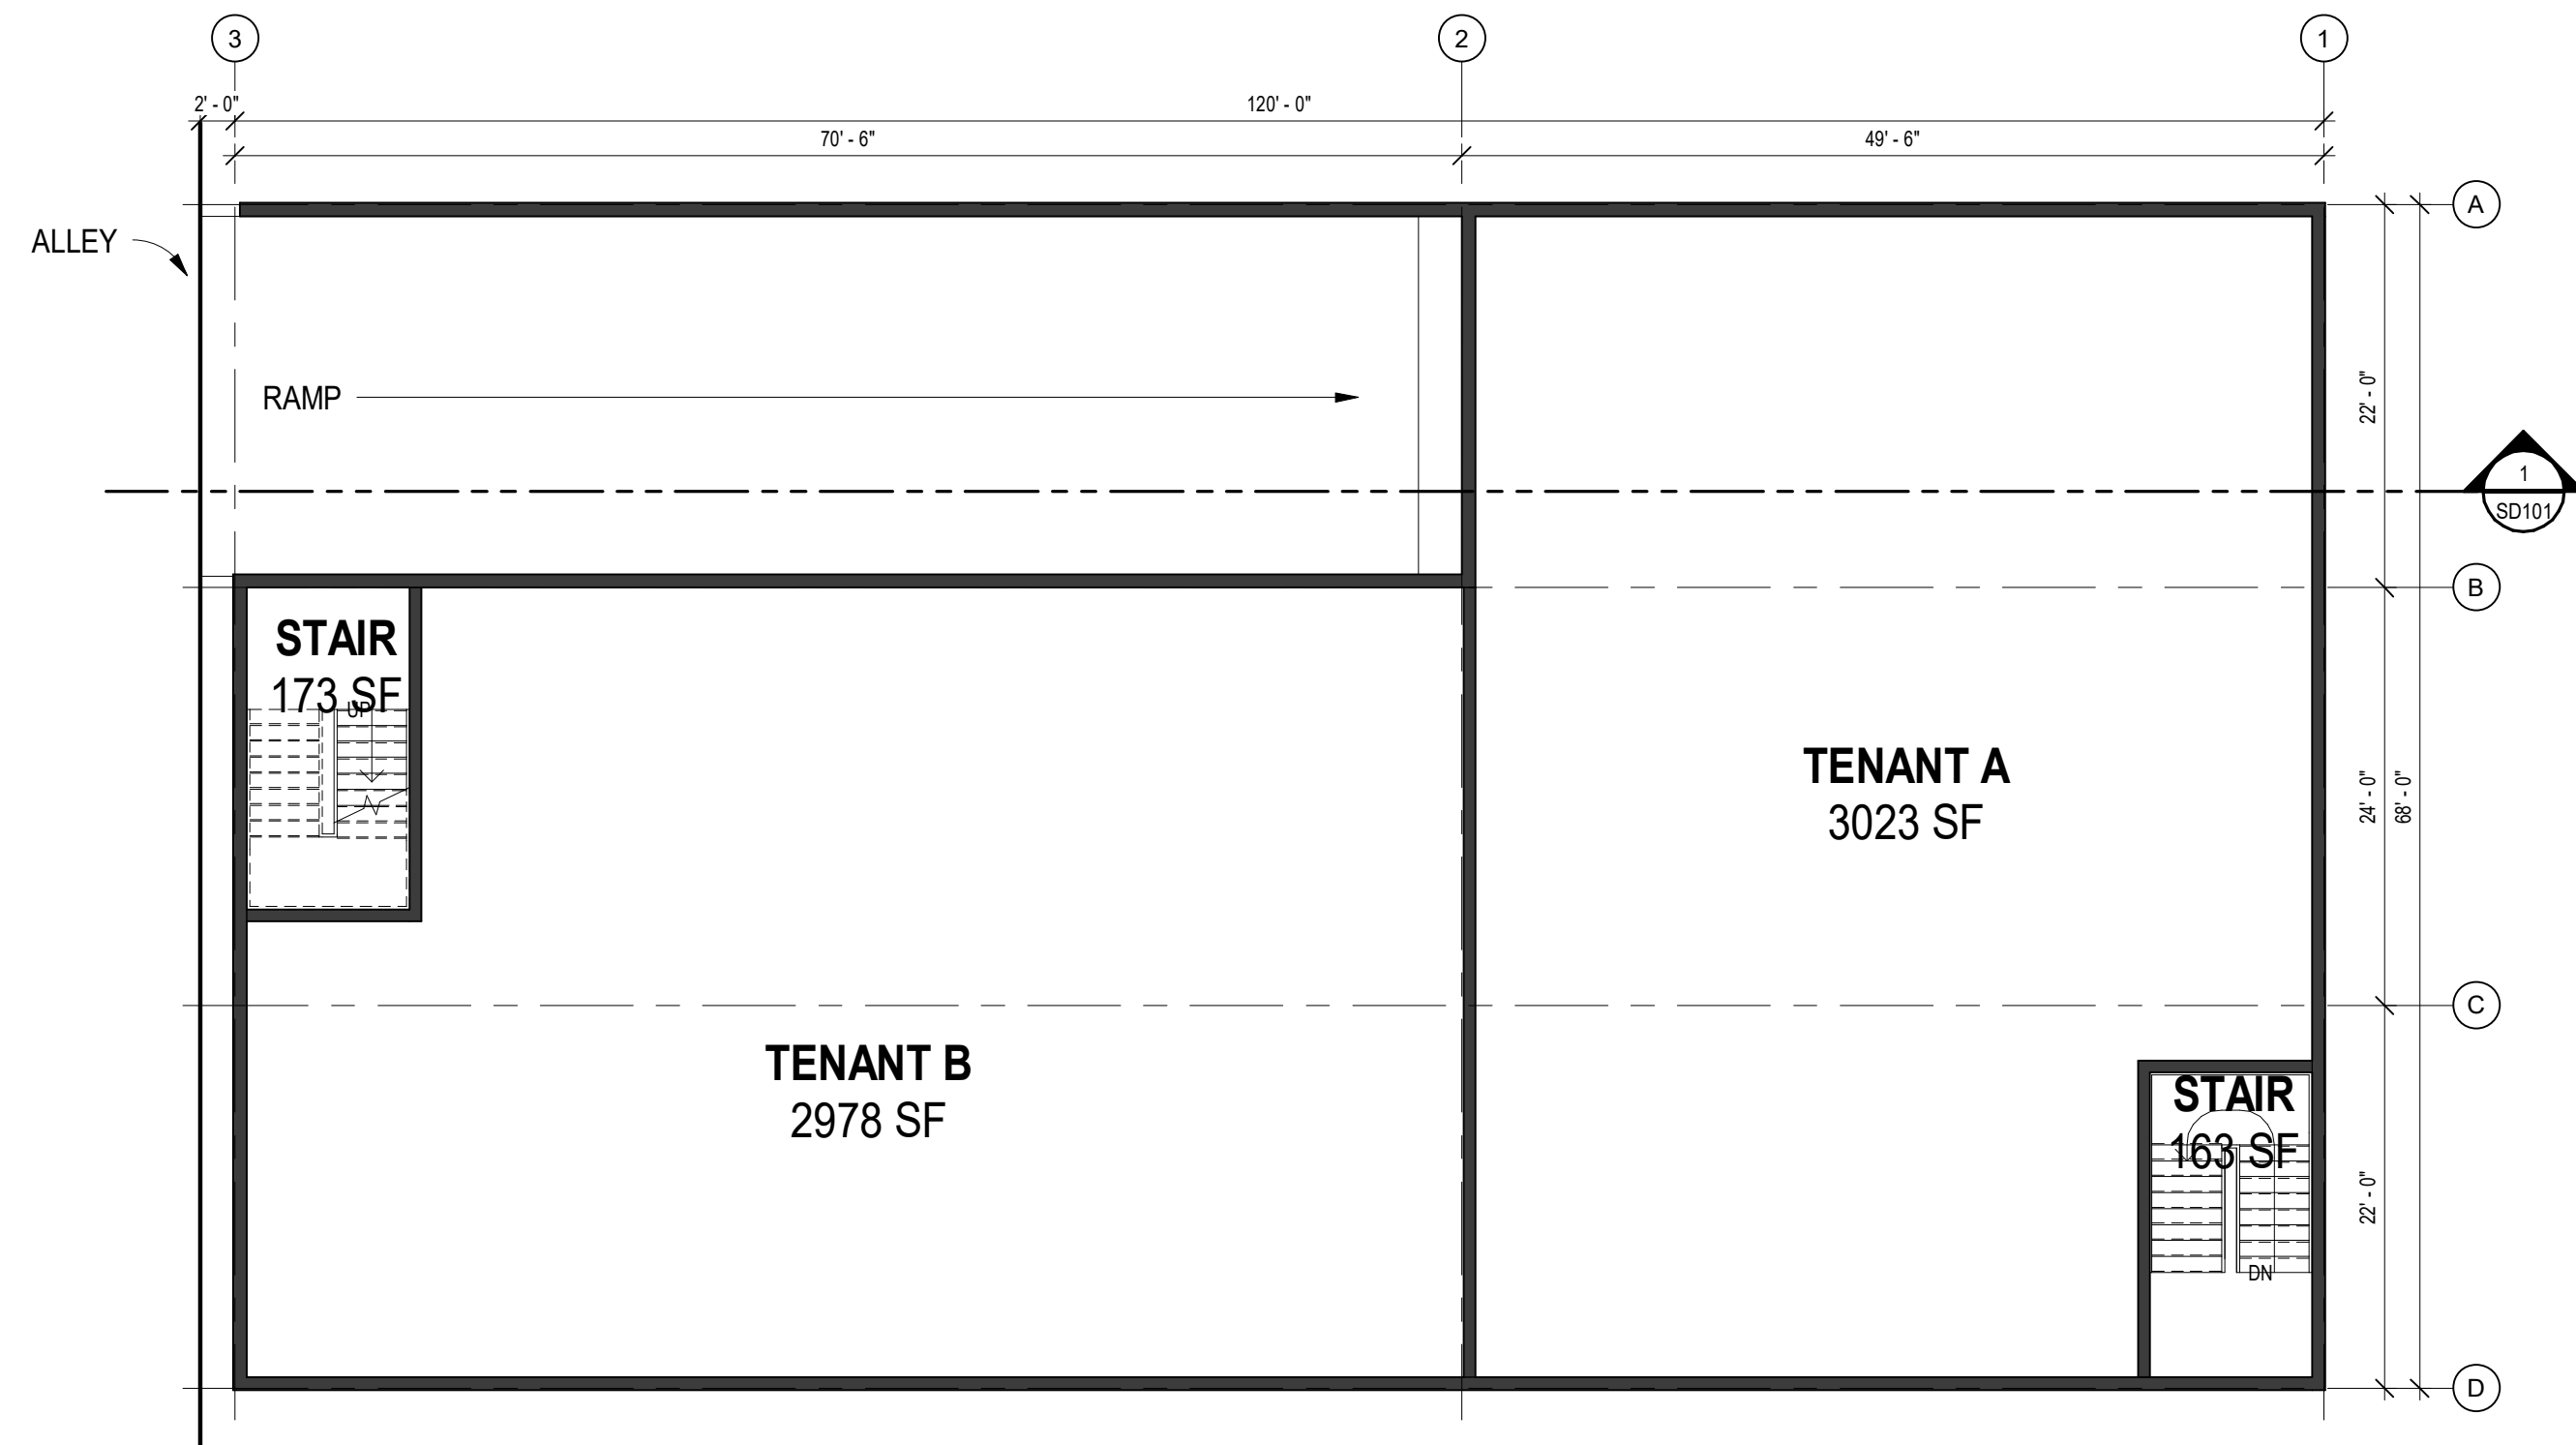 3
2
1
2' - 0"
120' - 0"
70' - 6"
49' - 6"
A
ALLEY
22' - 0"
RAMP
1
SD101
B
STAIR
173 SF
UP
TENANT A
3023 SF
24' - 0"
68' - 0"
C
TENANT B
2978 SF
STAIR
163 SF
22' - 0"
DN
D